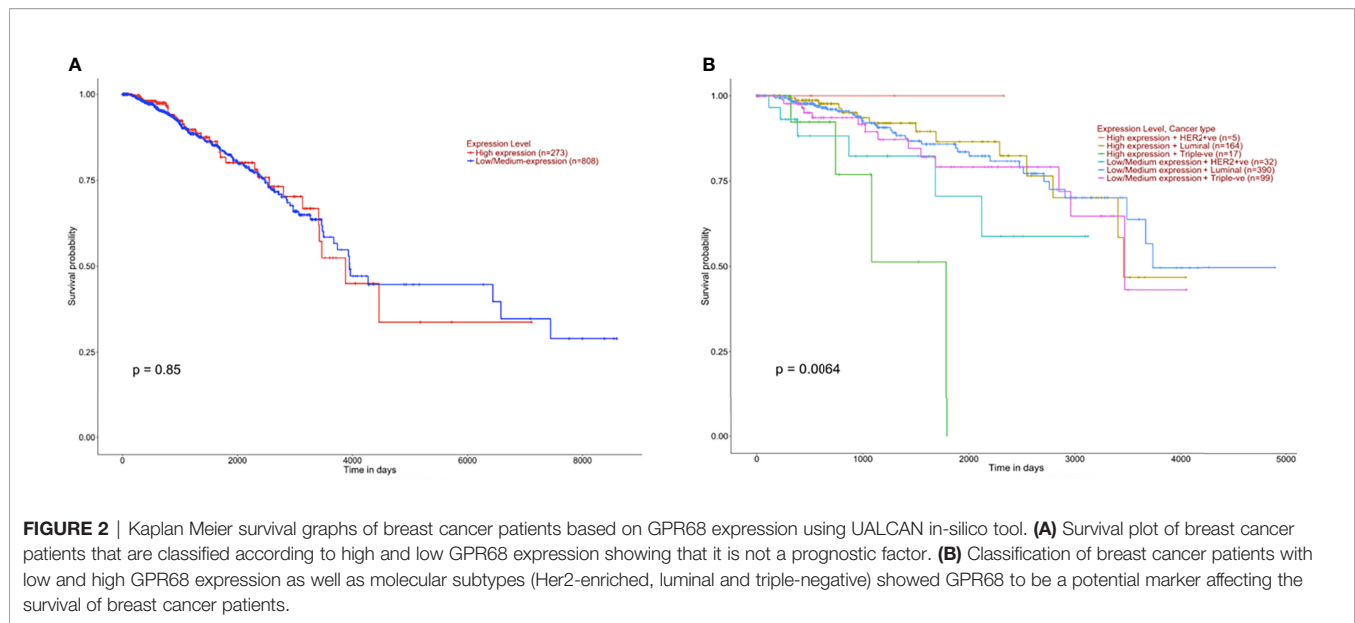 A
1.00
0.75
0.50
0.25
0.00
Survival probability
Expression Level
High expression (n=273)
Low/Medium-expression (n=808)
p = 0.85
0
2000
4000
6000
8000
Time in days
B
1.00
0.75
0.50
0.25
0.00
Survival probability
Expression Level, Cancer type
High expression + HER2+ve (n=5)
High expression + Luminal (n=164)
High expression + Triple-ve (n=17)
Low/Medium expression + HER2+ve (n=32)
Low/Medium expression + Luminal (n=390)
Low/Medium expression + Triple-ve (n=99)
p = 0.0064
0
1000
2000
3000
4000
5000
Time in days
FIGURE 2 | Kaplan Meier survival graphs of breast cancer patients based on GPR68 expression using UALCAN in-silico tool. (A) Survival plot of breast cancer
patients that are classified according to high and low GPR68 expression showing that it is not a prognostic factor. (B) Classification of breast cancer patients with
low and high GPR68 expression as well as molecular subtypes (Her2-enriched, luminal and triple-negative) showed GPR68 to be a potential marker affecting the
survival of breast cancer patients.